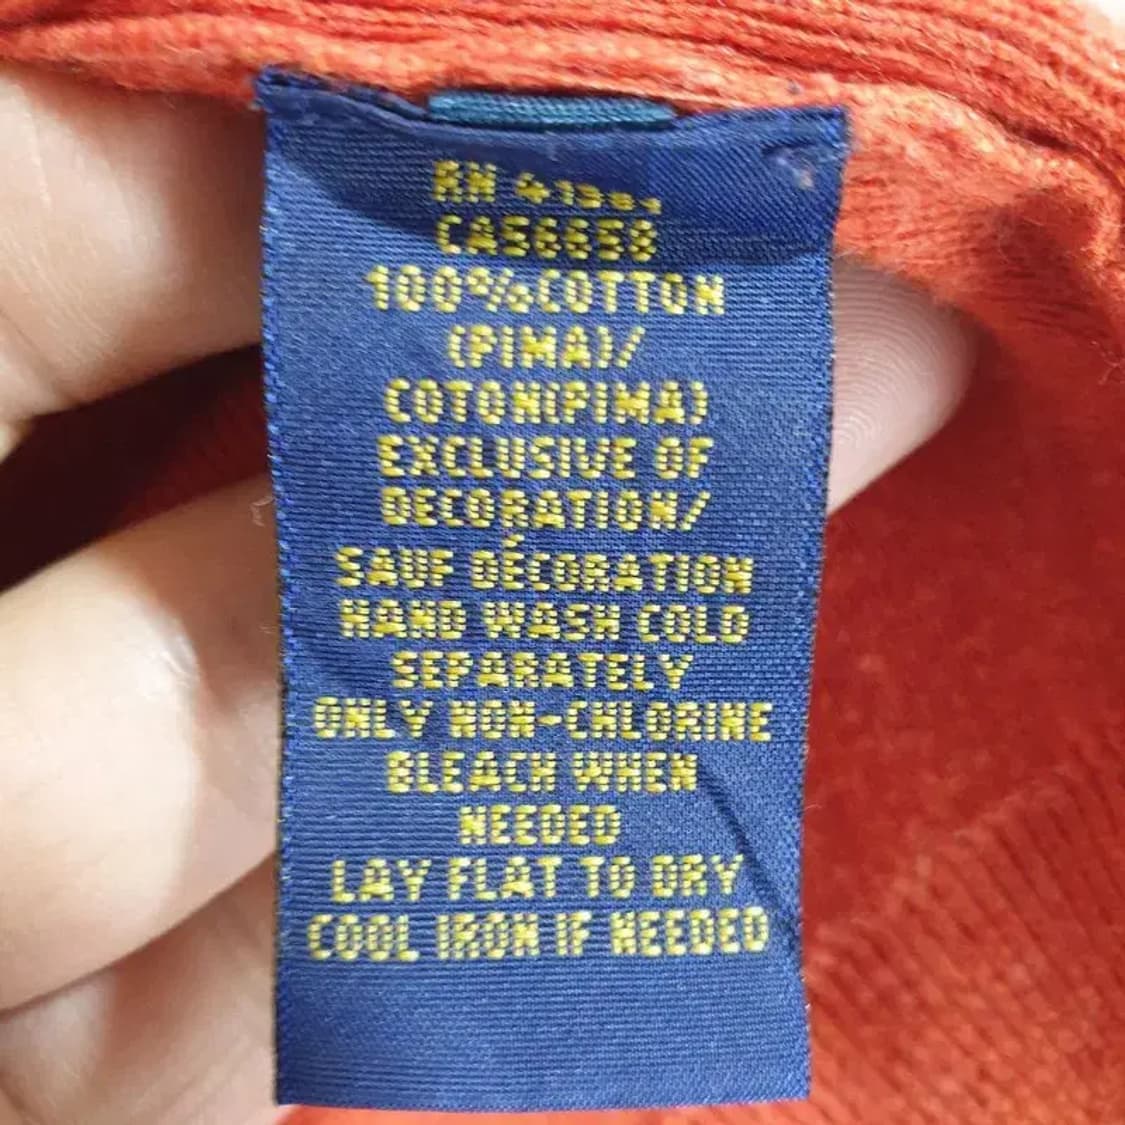 RN
CA56658
100%COTTON
(PIMA)/
COTON(PIMA)
EXCLUSIVE OF
DECORATION/
SAUF DÉCORATION
HAND WASH COLD
SEPARATELY
ONLY NON-CHLORINE
BLEACH WHEN
NEEDED
LAY FLAT TO DRY
COOL IRON IF NEEDED